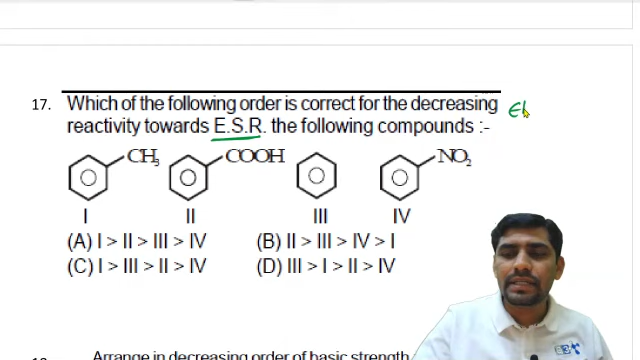 17. Which of the following order is correct for the decreasing El
reactivity towards E.S.R. the following compounds :-
CH3 COOH NO2
I II III IV
(A) I > II > III > IV (B) II > III > IV > I
(C) I > III > II > IV (D) III > I > II > IV
Arrange in decreasing order of basic strength